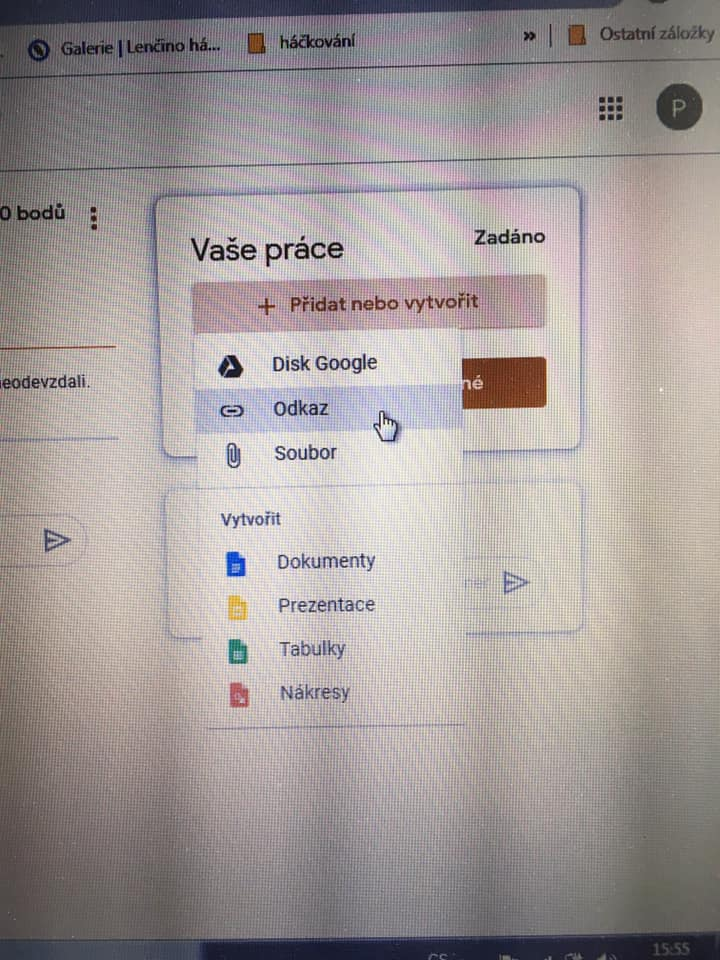 Galerie | Lenčino há...
háčkování
»
Ostatní záložky
P
0 bodů
Vaše práce
Zadáno
+ Přidat nebo vytvořit
Disk Google
né
eodevzdali.
Odkaz
Soubor
Vytvořit
Dokumenty
Prezentace
Tabulky
Nákresy
CS
15:55